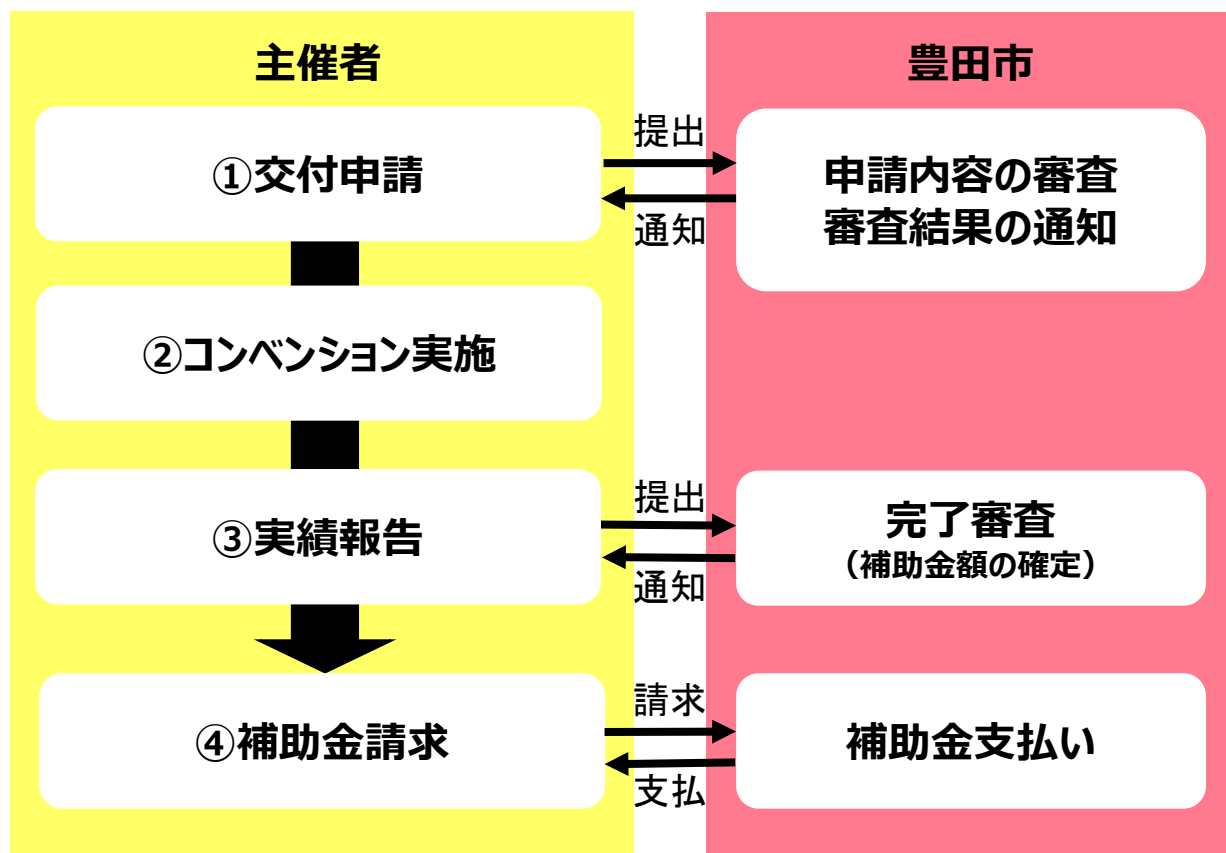 主催者
豊田市
①交付申請
提出
通知
申請内容の審査
審査結果の通知
②コンベンション実施
③実績報告
提出
通知
完了審査
（補助金額の確定）
④補助金請求
請求
支払
補助金支払い